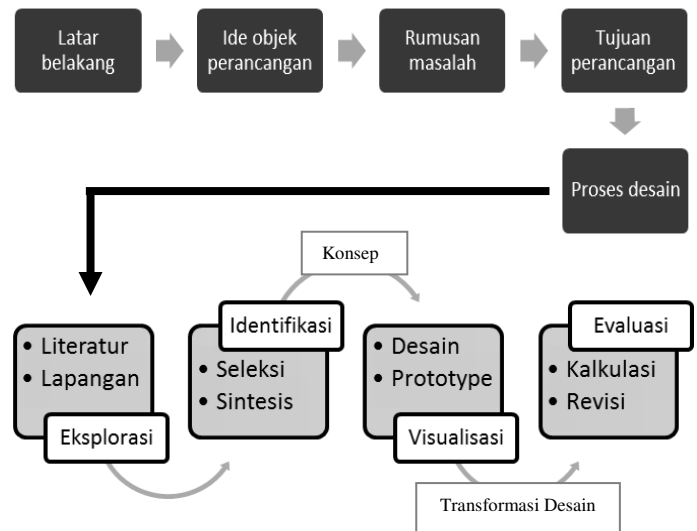 Latar
belakang
Ide objek
perancangan
Rumusan
masalah
Tujuan
perancangan
Proses desain
Konsep
• Literatur
• Lapangan
Eksplorasi
Identifikasi
• Seleksi
• Sintesis
• Desain
• Prototype
Visualisasi
Evaluasi
• Kalkulasi
• Revisi
Transformasi Desain